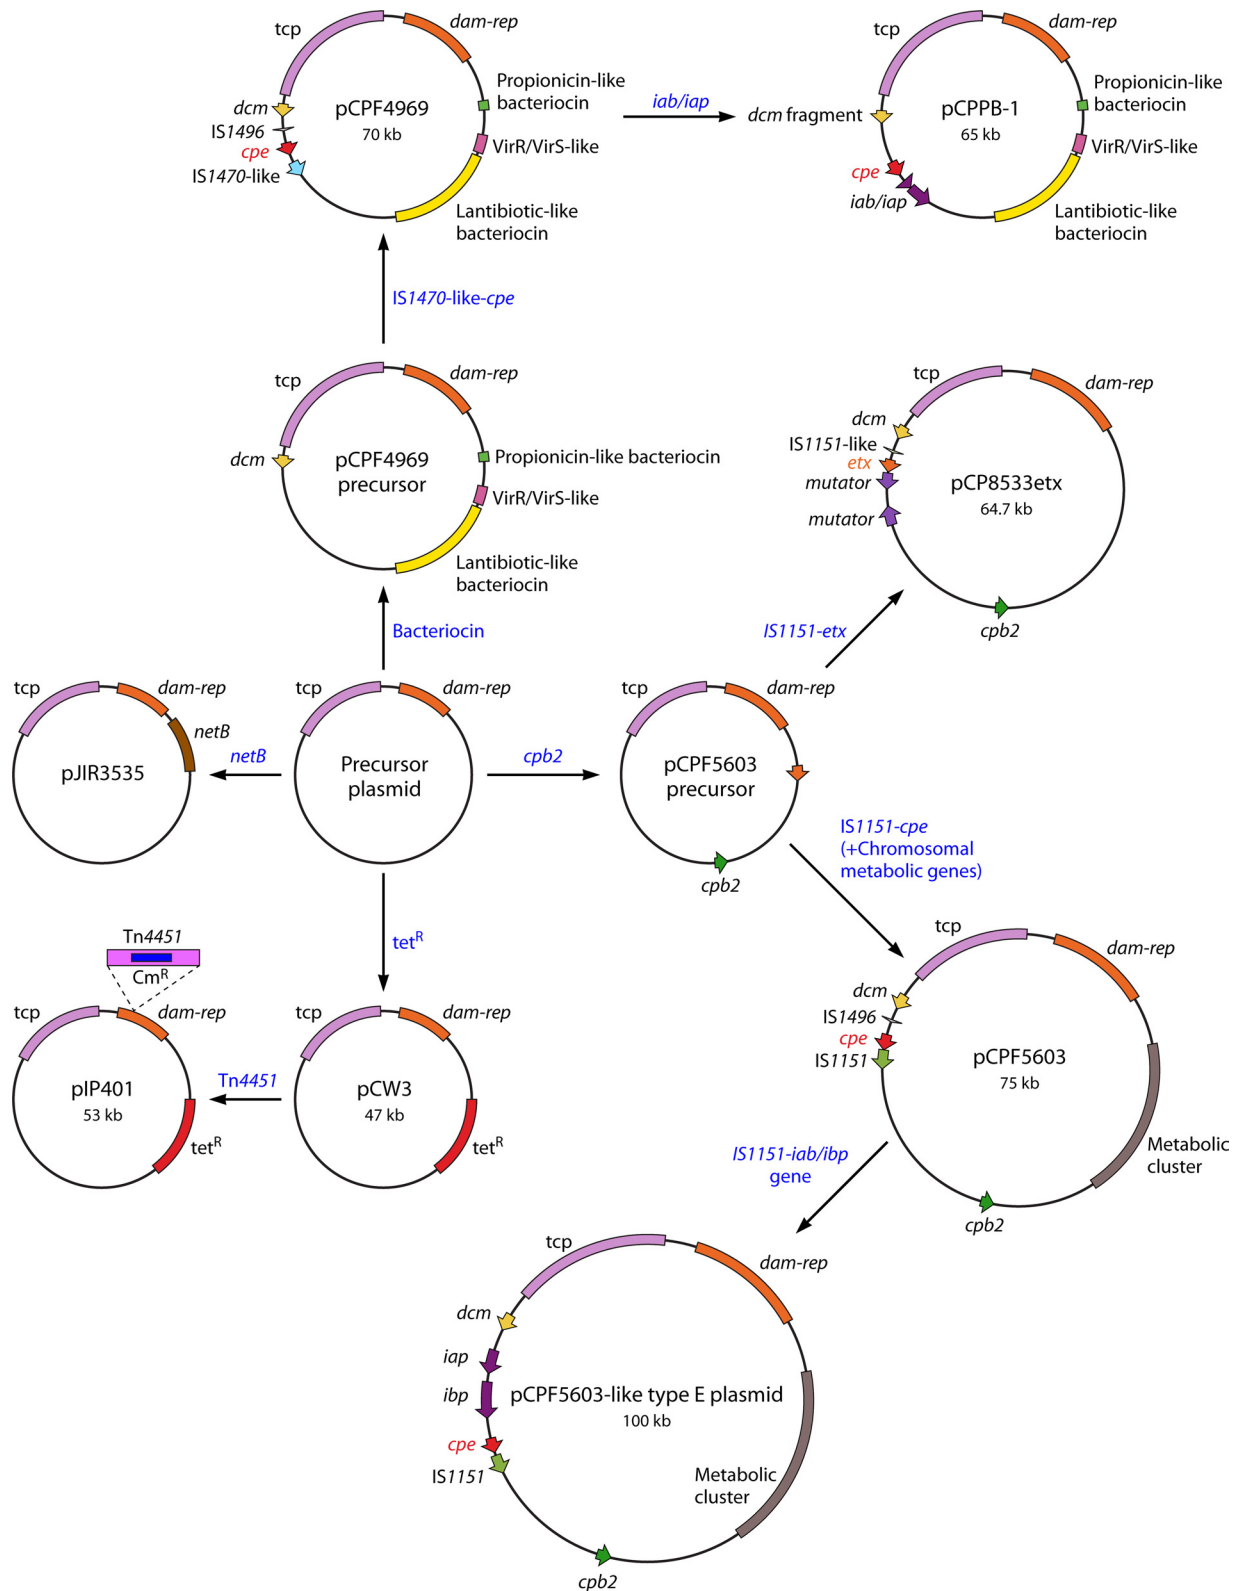 tcp
dam-rep
Propionicin-like
bacteriocin
dcm
IS1496
cpe
IS1470-like
pCPF4969
70 kb
VirR/VirS-like
Lantibiotic-like
bacteriocin
iab/iap
tcp
dam-rep
Propionicin-like
bacteriocin
dcm fragment
pCPPB-1
65 kb
VirR/VirS-like
cpe
iab/iap
Lantibiotic-like
bacteriocin
IS1470-like-cpe
tcp
dam-rep
dcm
pCPF4969
precursor
Propionicin-like bacteriocin
VirR/VirS-like
Lantibiotic-like
bacteriocin
tcp
dam-rep
dcm
IS1151-like
etx
mutator
mutator
pCP8533etx
64.7 kb
cpb2
Bacteriocin
IS1151-etx
tcp
dam-rep
netB
pJIR3535
netB
tcp
dam-rep
Precursor
plasmid
cpb2
tcp
dam-rep
pCPF5603
precursor
cpb2
IS1151-cpe
(+Chromosomal
metabolic genes)
tetR
Tn4451
CmR
tcp
dam-rep
pIP401
53 kb
tetR
Tn4451
tcp
dam-rep
pCW3
47 kb
tetR
tcp
dam-rep
dcm
IS1496
cpe
IS1151
pCPF5603
75 kb
Metabolic
cluster
cpb2
IS1151-iab/ibp
gene
tcp
dam-rep
dcm
iap
ibp
cpe
IS1151
pCPF5603-like type E plasmid
100 kb
Metabolic
cluster
cpb2